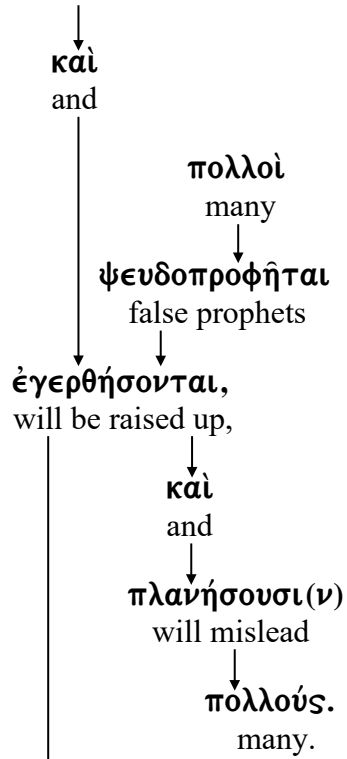 καὶ
and
πολλοὶ
many
ψευδοπροφῆται
false prophets
ἐγερθήσονται,
will be raised up,
καὶ
and
πλανήσουσι(ν)
will mislead
πολλούς.
many.